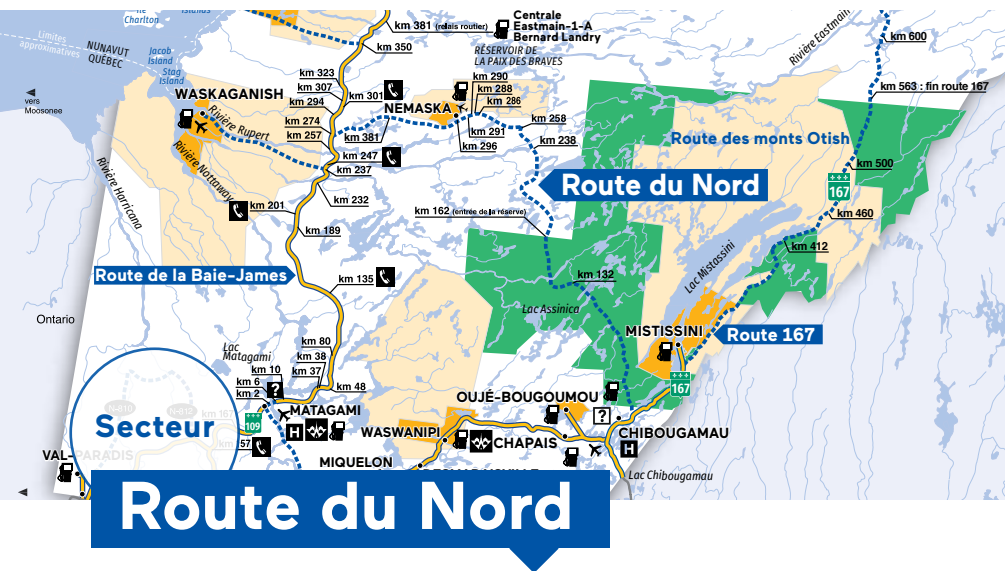 Île
Charlton
Islands
Limites
approximatives
NUNAVUT
QUÉBEC
Jacob
Island
Stag
Island
vers
Moosonee
WASKAGANISH
Rivière Rupert
Rivière Nottaway
Rivière Harricana
km 381 (relais routier)
Centrale
Eastmain-1-A
Bernard Landry
km 350
RÉSERVOIR DE
LA PAIX DES BRAVES
Rivière Eastmain
km 600
km 563 : fin route 167
km 323
km 307
km 301
km 294
km 274
km 257
km 247
km 237
km 232
km 201
km 189
km 135
NEMASKA
km 290
km 288
km 286
km 381
km 291
km 296
km 258
km 238
Route des monts Otish
km 500
167
km 460
km 412
Route du Nord
km 162 (entrée de la réserve)
km 132
Route de la Baie-James
Lac Mistassini
Lac Assinica
MISTISSINI
Route 167
167
Ontario
Lac
Matagami
km 80
km 38
km 37
km 10
km 6
km 2
km 48
?
MATAGAMI
H
109
N-810
km 167
57
OUJÉ-BOUGOUMOU
?
WASWANIPI
CHAPAIS
CHIBOUGAMAU
H
MIQUELON
Lac Chibougamau
VAL-PARADIS
Secteur
Route du Nord